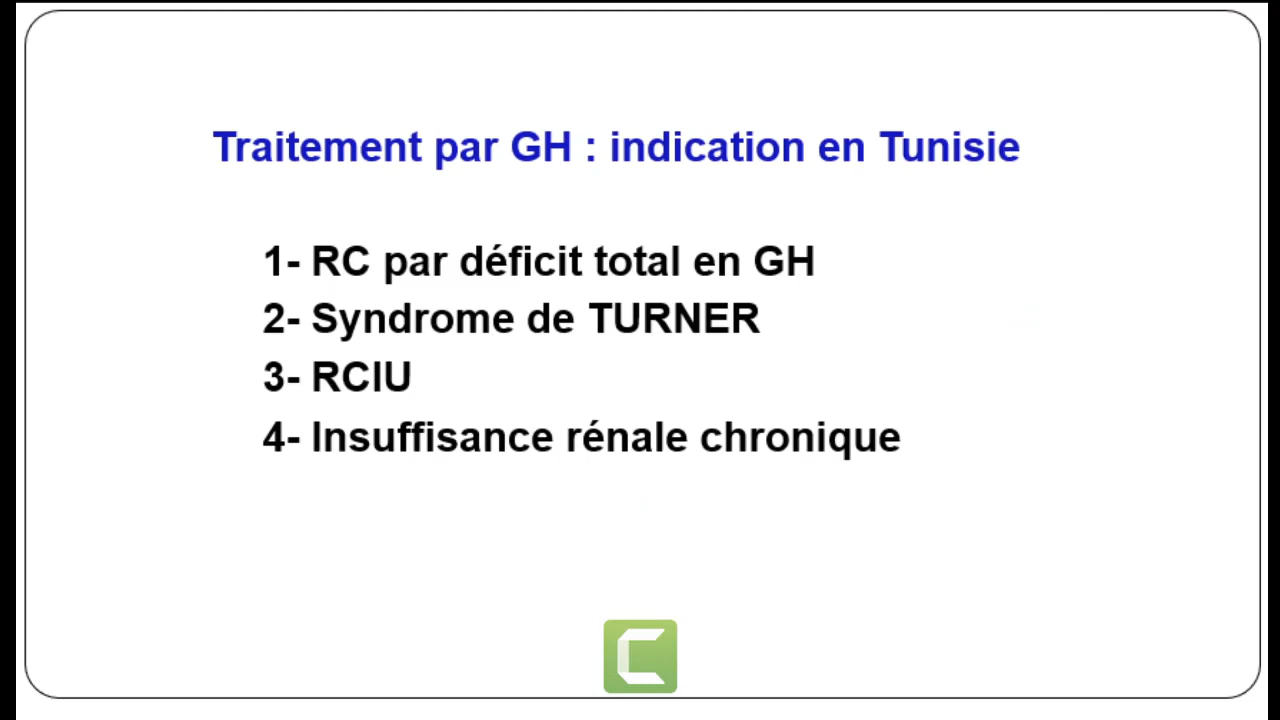 Traitement par GH : indication en Tunisie
1- RC par déficit total en GH
2- Syndrome de TURNER
3- RCIU
4- Insuffisance rénale chronique